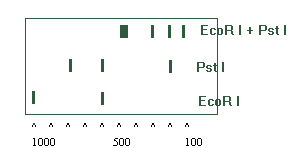 EcoR I + Pst I
Pst I
EcoR I
^ ^ ^ ^ ^ ^ ^ ^ ^ ^
1000 500 100